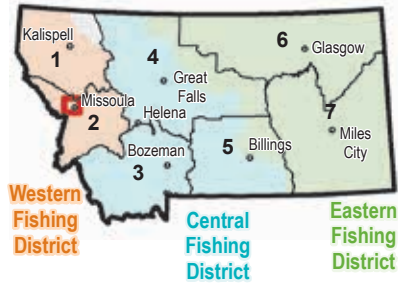 Kalispell
1
4
6
Glasgow
Great
Falls
Missoula
2
Helena
7
Miles
City
Bozeman
3
5
Billings
Western
Fishing
District
Central
Fishing
District
Eastern
Fishing
District